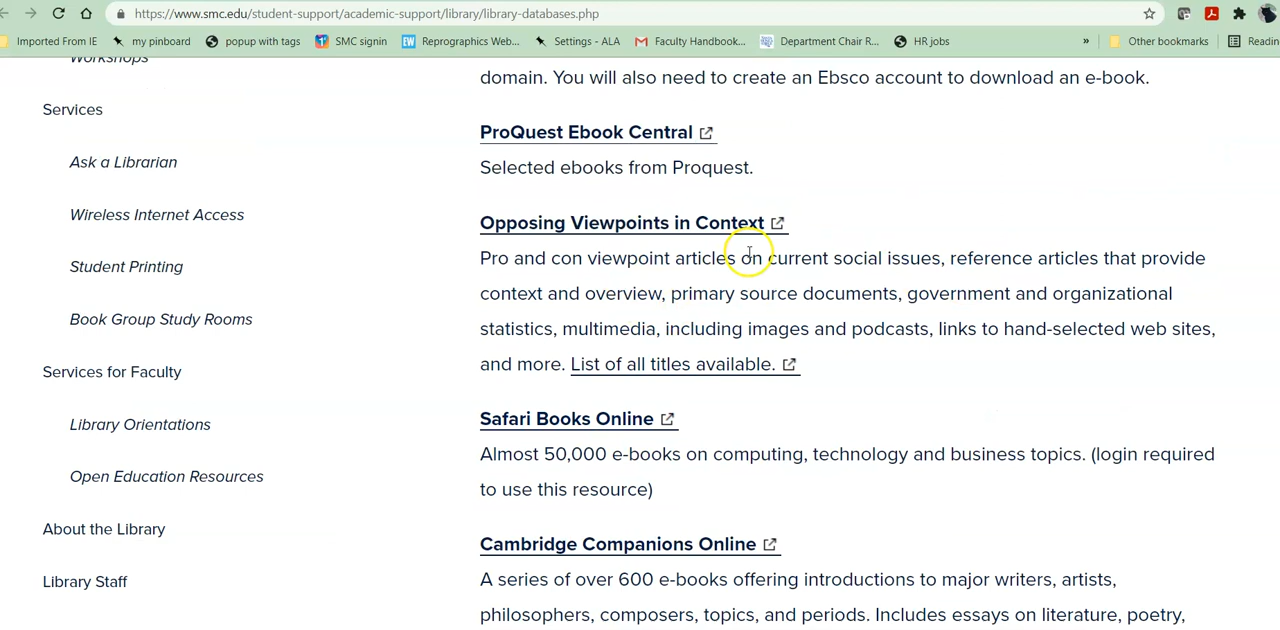 https://www.smc.edu/student-support/academic-support/library/library-databases.php
Imported From IE my pinboard popup with tags SMC signin Reprographics Web... Settings - ALA Faculty Handbook... Department Chair R... HR jobs » Other bookmarks Readin
Workshops
Services
Ask a Librarian
Wireless Internet Access
Student Printing
Book Group Study Rooms
Services for Faculty
Library Orientations
Open Education Resources
About the Library
Library Staff
domain. You will also need to create an Ebsco account to download an e-book.
ProQuest Ebook Central
Selected ebooks from Proquest.
Opposing Viewpoints in Context
Pro and con viewpoint articles on current social issues, reference articles that provide
context and overview, primary source documents, government and organizational
statistics, multimedia, including images and podcasts, links to hand-selected web sites,
and more. List of all titles available.
Safari Books Online
Almost 50,000 e-books on computing, technology and business topics. (login required
to use this resource)
Cambridge Companions Online
A series of over 600 e-books offering introductions to major writers, artists,
philosophers, composers, topics, and periods. Includes essays on literature, poetry,